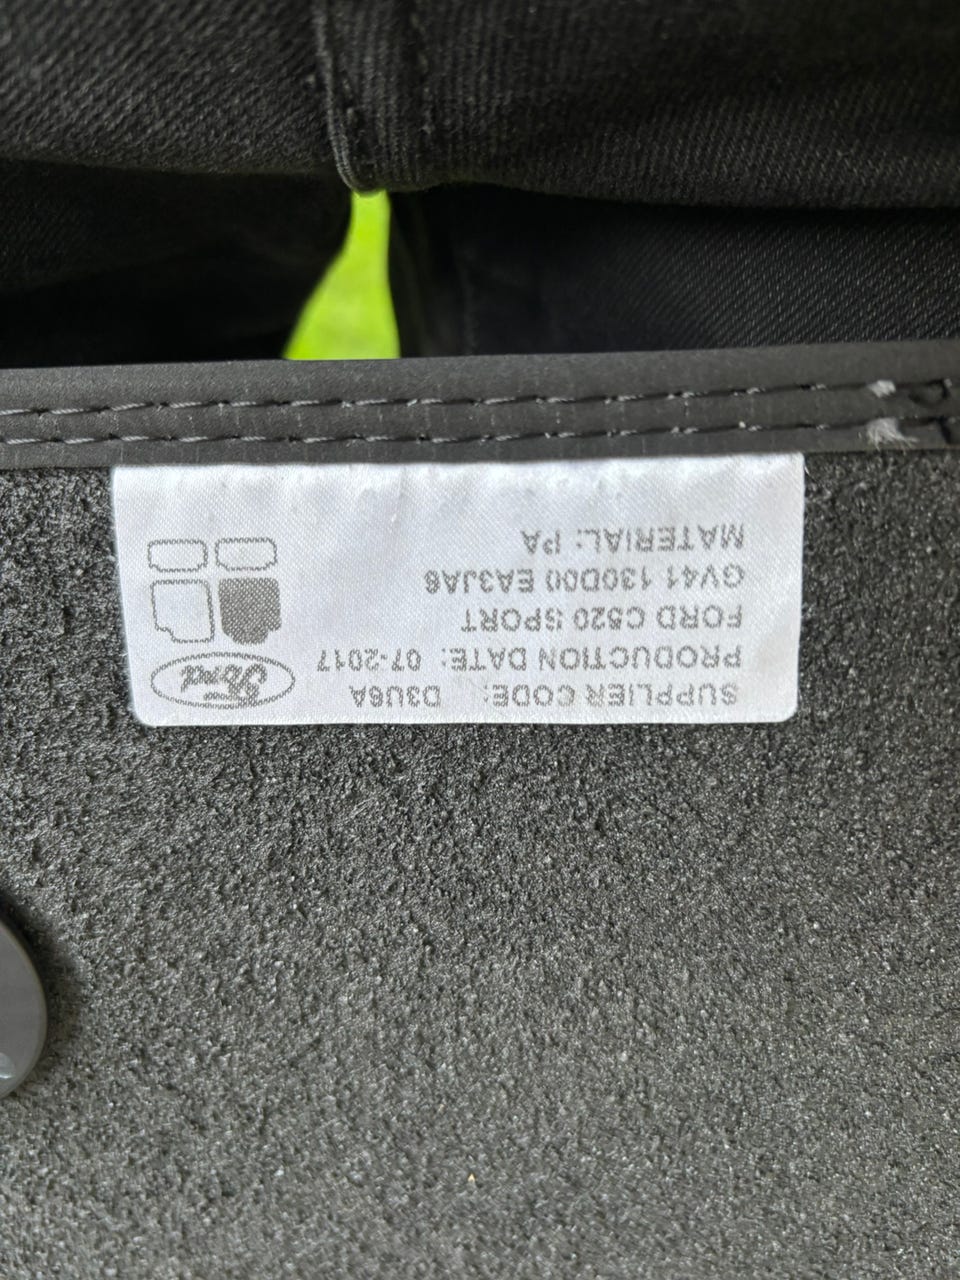 Ford
SUPPLIER CODE: D3U6A
PRODUCTION DATE: 07-2017
FORD C520 SPORT
GV41 130D00 EA3JA6
MATERIAL: PA